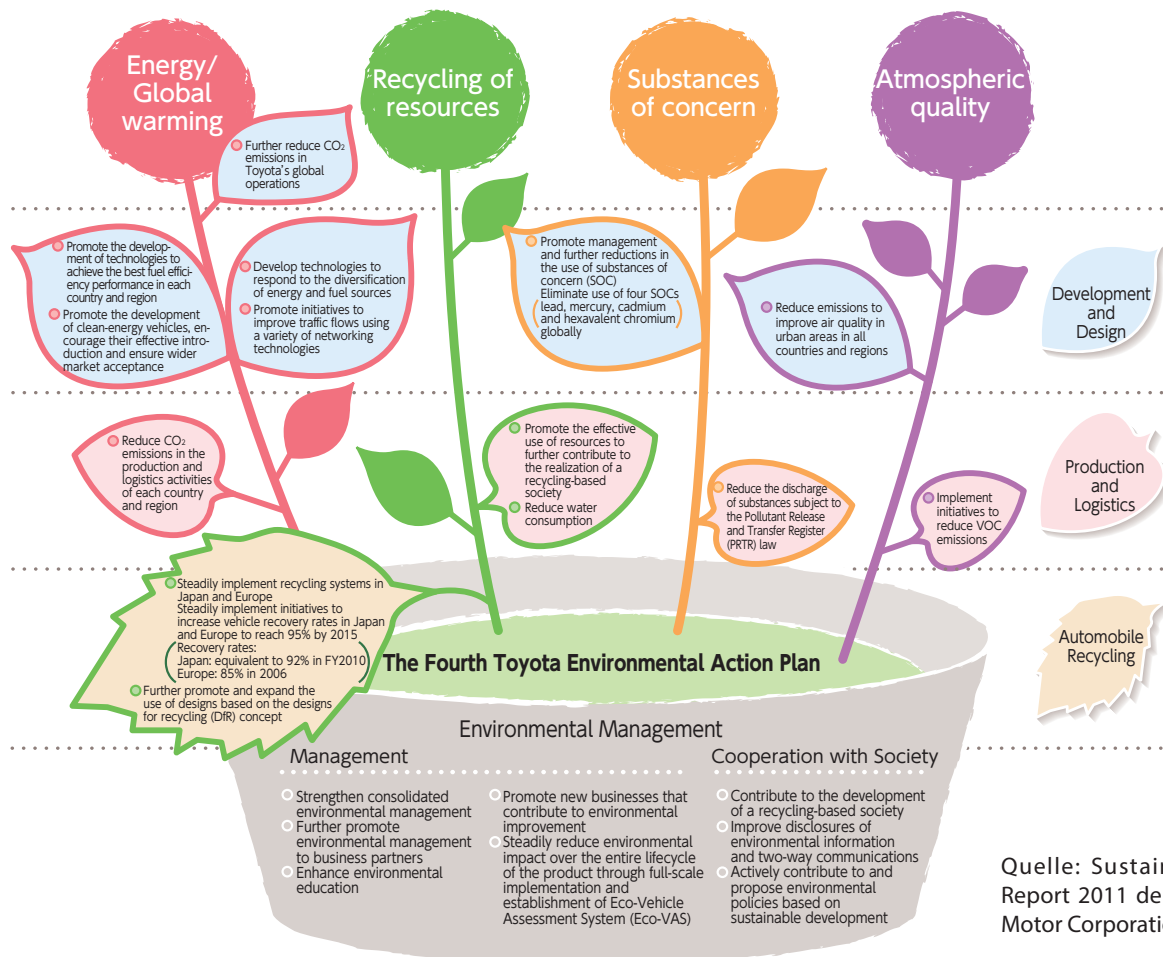 Energy/
Global
warming
Recycling of
resources
Substances
of concern
Atmospheric
quality
Further reduce CO₂
emissions in
Toyota's global
operations
Promote the develop-
ment of technologies to
achieve the best fuel effici-
ency performance in each
country and region
Promote the development
of clean-energy vehicles, en-
courage their effective intro-
duction and ensure wider
market acceptance
Develop technologies to
respond to the diversification
of energy and fuel sources
Promote initiatives to
improve traffic flows using
a variety of networking
technologies
Promote management
and further reductions in
the use of substances of
concern (SOC)
Eliminate use of four SOCs
(lead, mercury, cadmium
and hexavalent chromium)
globally
Reduce emissions to
improve air quality in
urban areas in all
countries and regions
Development
and
Design
Reduce CO₂
emissions in the
production and
logistics activities
of each country
and region
Promote the effective
use of resources to
further contribute to
the realization of a
recycling-based
society
Reduce water
consumption
Reduce the discharge
of substances subject to
the Pollutant Release
and Transfer Register
(PRTR) law
Implement
initiatives to
reduce VOC
emissions
Production
and
Logistics
Steadily implement recycling systems in
Japan and Europe
Steadily implement initiatives to
increase vehicle recovery rates in Japan
and Europe to reach 95% by 2015
(Recovery rates:
Japan: equivalent to 92% in FY2010
Europe: 85% in 2006)
Further promote and expand the
use of designs based on the designs
for recycling (DfR) concept
Automobile
Recycling
The Fourth Toyota Environmental Action Plan
Environmental Management
Management
Strengthen consolidated
environmental management
Further promote
environmental management
to business partners
Enhance environmental
education
Promote new businesses that
contribute to environmental
improvement
Steadily reduce environmental
impact over the entire lifecycle
of the product through full-scale
implementation and
establishment of Eco-Vehicle
Assessment System (Eco-VAS)
Cooperation with Society
Contribute to the development
of a recycling-based society
Improve disclosures of
environmental information
and two-way communications
Actively contribute to and
propose environmental
policies based on
sustainable development
Quelle: Sustain
Report 2011 de
Motor Corporati